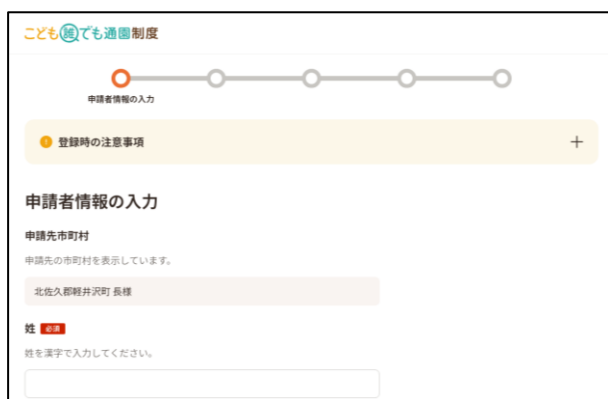 こども誰でも通園制度
申請者情報の入力
! 登録時の注意事項 +
申請者情報の入力
申請先市町村
申請先の市町村を表示しています。
北佐久郡軽井沢町 長様
姓 必須
姓を漢字で入力してください。